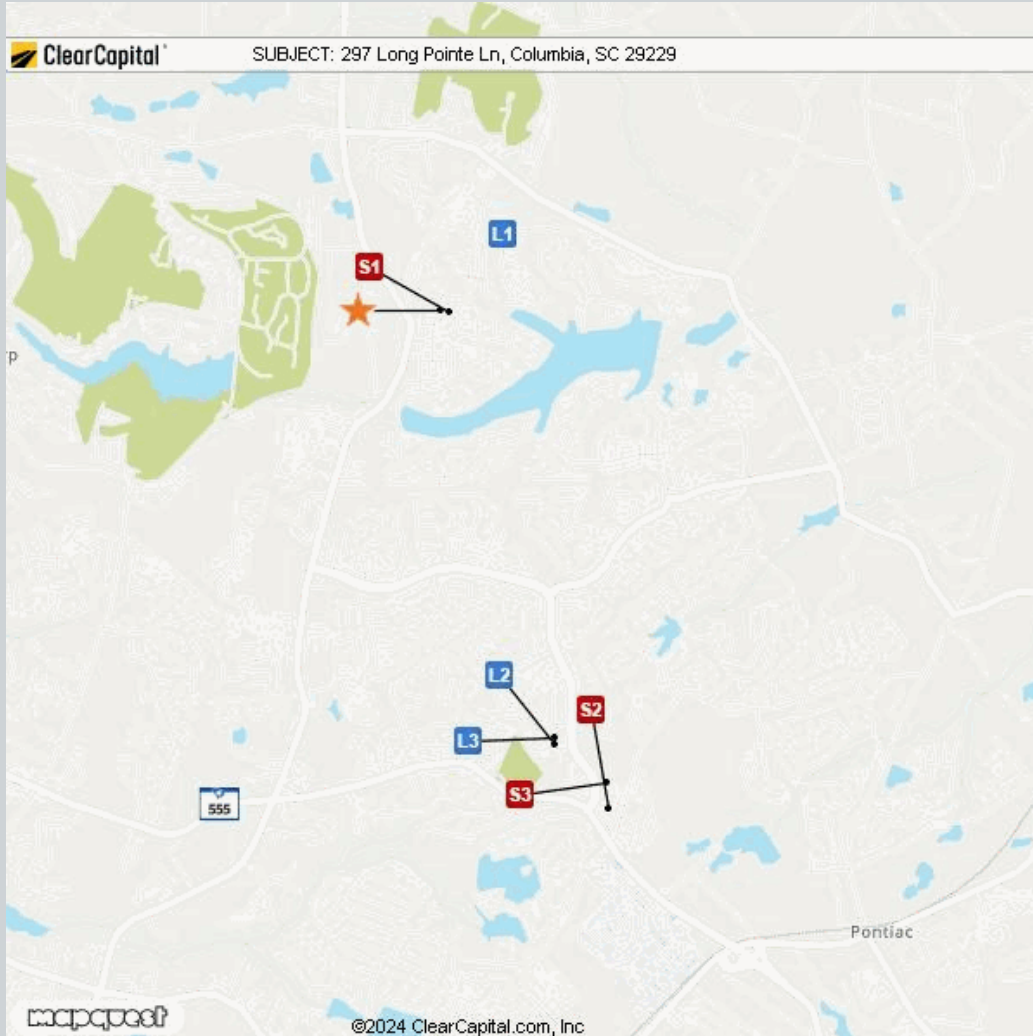 ClearCapital SUBJECT: 297 Long Pointe Ln, Columbia, SC 29229
L1
S1
rp
L2
S2
L3
S3
555
Pontiac
mapquest ©2024 ClearCapital.com, Inc